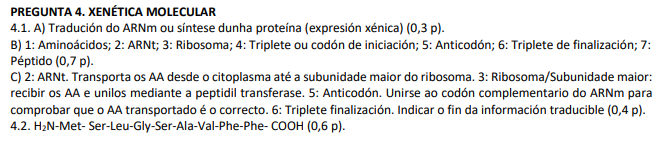 PREGUNTA 4. XENÉTICA MOLECULAR
4.1. A) Tradución do ARNm ou síntese dunha proteína (expresión xénica) (0,3 p).
B) 1: Aminoácidos; 2: ARNt; 3: Ribosoma; 4: Triplete ou codón de iniciación; 5: Anticodón; 6: Triplete de finalización; 7:
Péptido (0,7 p).
C) 2: ARNt. Transporta os AA desde o citoplasma até a subunidade maior do ribosoma. 3: Ribosoma/Subunidade maior:
recibir os AA e unilos mediante a peptidil transferase. 5: Anticodón. Unirse ao codón complementario do ARNm para
comprobar que o AA transportado é o correcto. 6: Triplete finalización. Indicar o fin da información traducible (0,4 p).
4.2. H₂N-Met- Ser-Leu-Gly-Ser-Ala-Val-Phe-Phe- COOH (0,6 p).